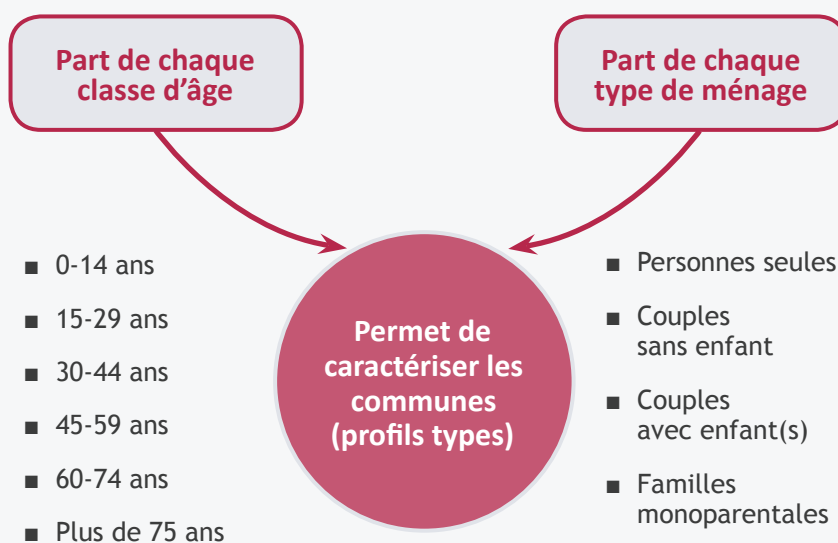 Part de chaque
classe d’âge
Part de chaque
type de ménage
■ 0-14 ans
■ 15-29 ans
■ 30-44 ans
■ 45-59 ans
■ 60-74 ans
■ Plus de 75 ans
Permet de
caractériser les
communes
(profils types)
■ Personnes seules
■ Couples
sans enfant
■ Couples
avec enfant(s)
■ Familles
monoparentales